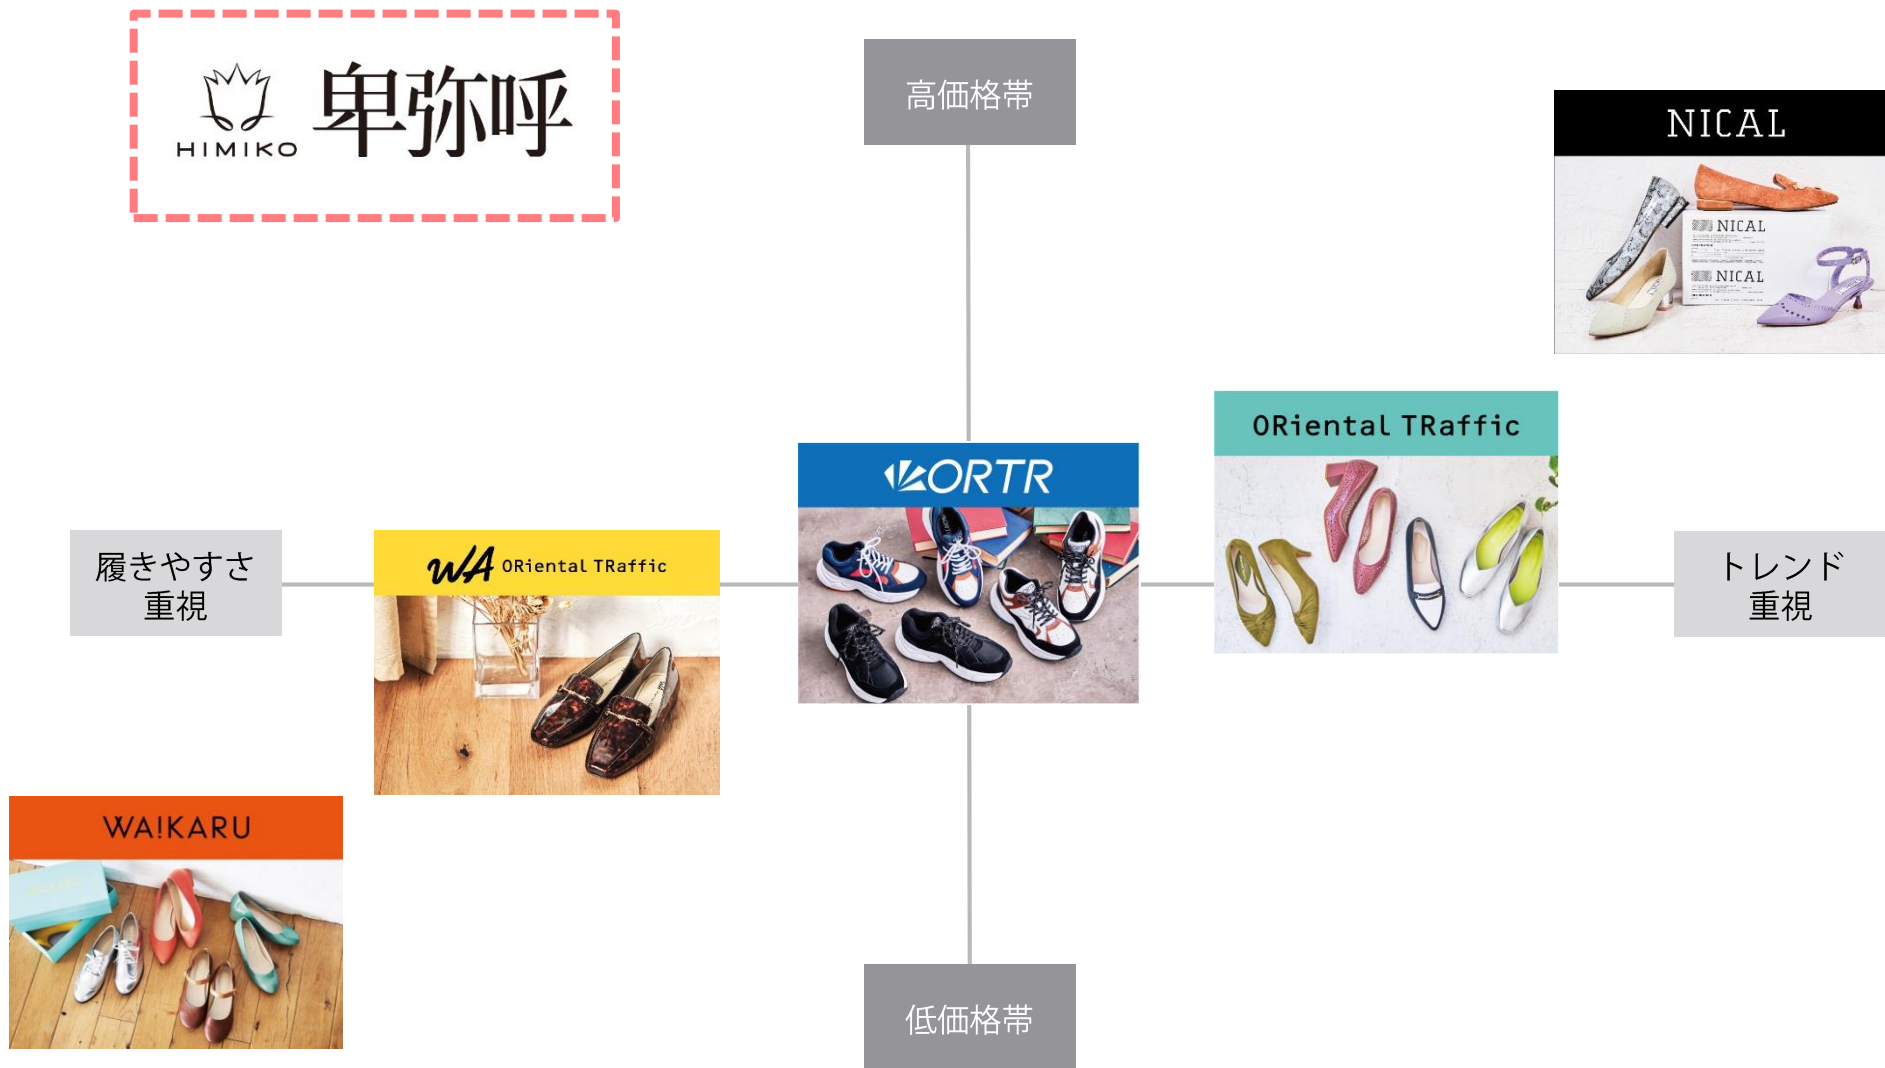 HIMIKO 卑弥呼
高価格帯
NICAL
NICAL
NICAL
ORiental TRaffic
ORTR
履きやすさ
重視
WA ORiental TRaffic
トレンド
重視
WA!KARU
低価格帯